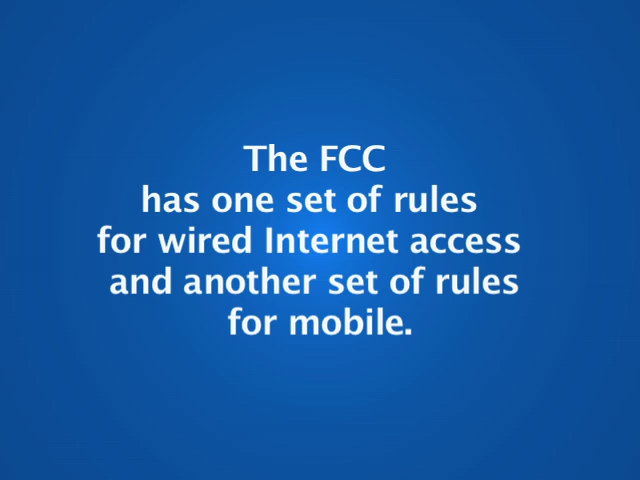 The FCC
has one set of rules
for wired Internet access
and another set of rules
for mobile.